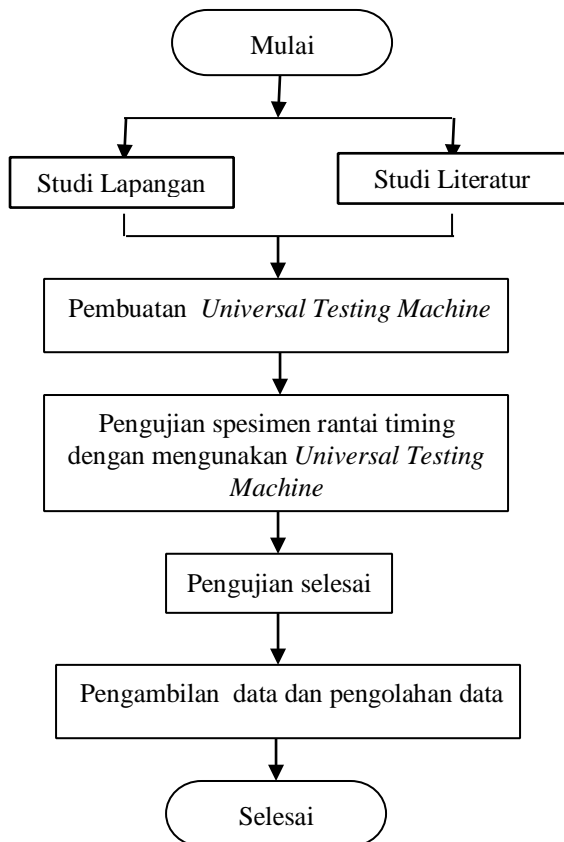 Mulai
Studi Lapangan
Studi Literatur
Pembuatan Universal Testing Machine
Pengujian spesimen rantai timing
dengan mengunakan Universal Testing
Machine
Pengujian selesai
Pengambilan data dan pengolahan data
Selesai